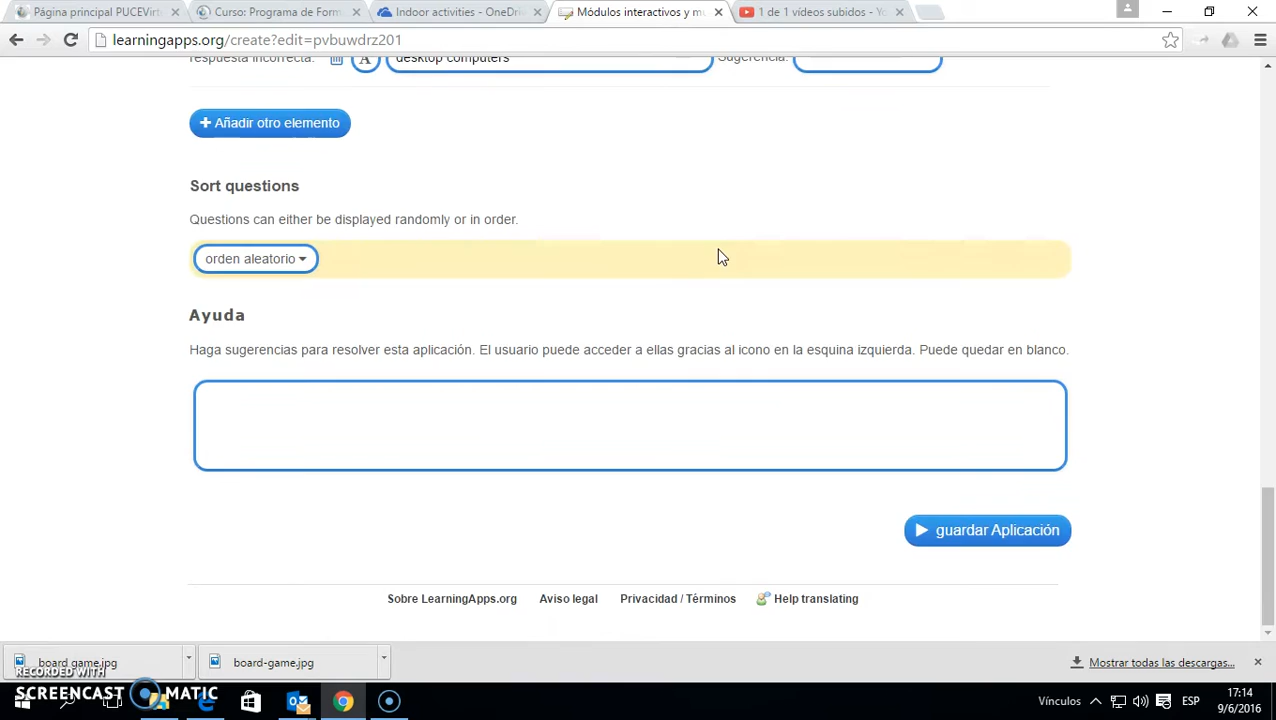 Página principal PUCEVirtu
Curso: Programa de Form
Indoor activities - OneDriv
Módulos interactivos y mu
1 de 1 vídeos subidos - Yo
learningapps.org/create?edit=pvbuwdrz201
respuesta incorrecta:
A
desktop computers
Sugerencia:
+ Añadir otro elemento
Sort questions
Questions can either be displayed randomly or in order.
orden aleatorio
Ayuda
Haga sugerencias para resolver esta aplicación. El usuario puede acceder a ellas gracias al icono en la esquina izquierda. Puede quedar en blanco.
guardar Aplicación
Sobre LearningApps.org
Aviso legal
Privacidad / Términos
Help translating
board game.jpg
board-game.jpg
Mostrar todas las descargas...
RECORDED WITH
SCREENCAST MATIC
Vínculos
ESP
17:14
9/6/2016